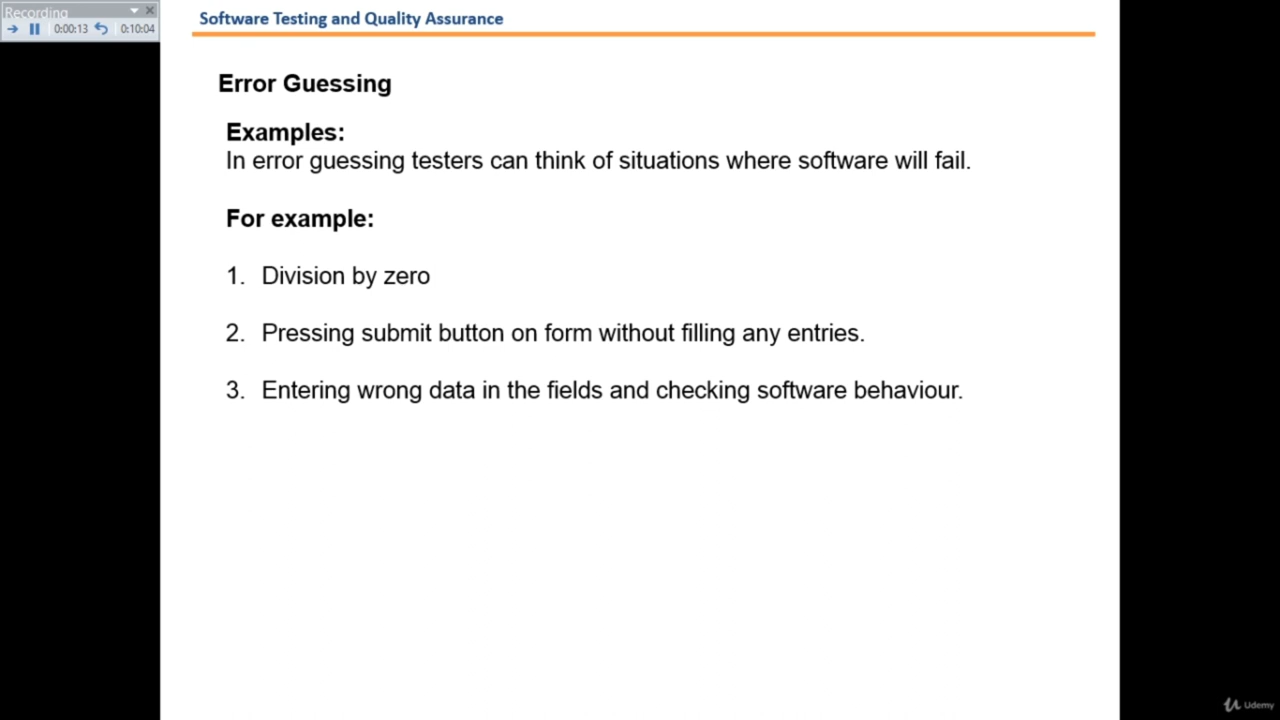 Recording
0:00:13 0:10:04
Software Testing and Quality Assurance
Error Guessing
Examples:
In error guessing testers can think of situations where software will fail.
For example:
1. Division by zero
2. Pressing submit button on form without filling any entries.
3. Entering wrong data in the fields and checking software behaviour.
Udemy